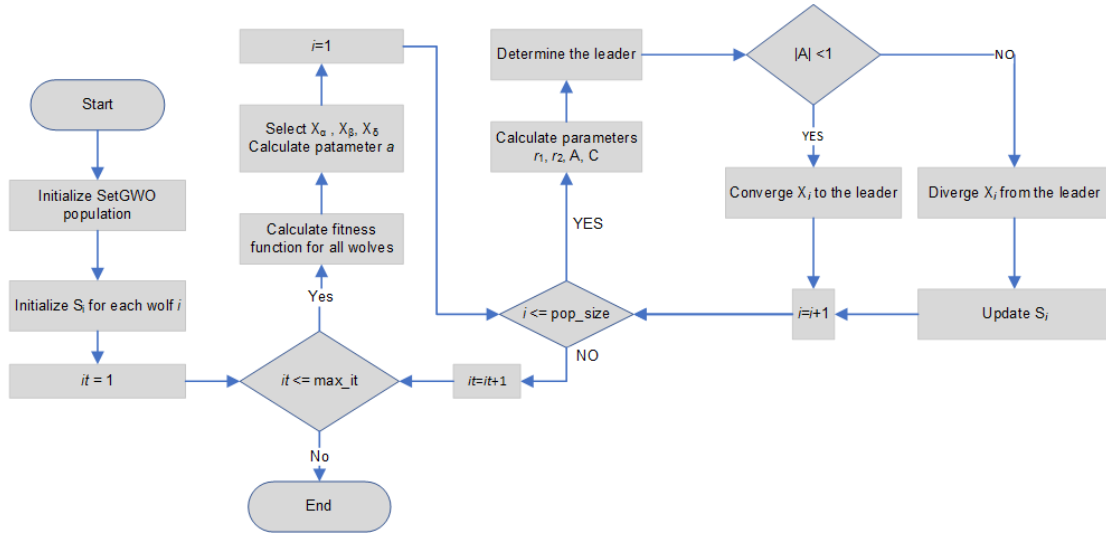 Start
Initialize SetGWO
population
Initialize Si for each wolf i
it = 1
it <= max_it
Yes
No
End
Calculate fitness
function for all wolves
Select Xα , Xβ, Xδ
Calculate patameter a
i=1
i <= pop_size
YES
NO
it=it+1
Calculate parameters
r1, r2, A, C
Determine the leader
|A| <1
YES
NO
Converge Xi to the leader
Diverge Xi from the leader
i=i+1
Update Si